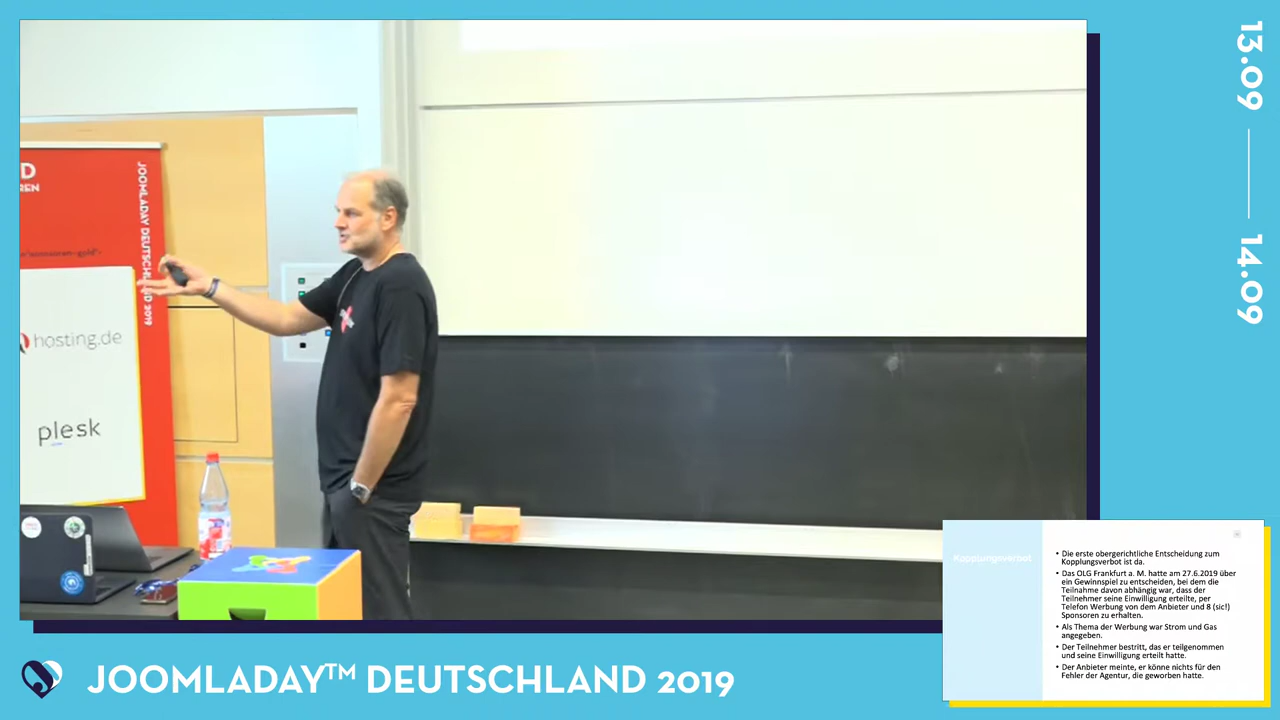 13.09
14.09
D
REN
JOOMLADAY DEUTSCHLAND 2019
hosting.de
plesk
JOOMLADAY™ DEUTSCHLAND 2019
Kopplungsverbot
• Die erste obergerichtliche Entscheidung zum
Kopplungsverbot ist da.
• Das OLG Frankfurt a. M. hatte am 27.6.2019 über
ein Gewinnspiel zu entscheiden, bei dem die
Teilnahme davon abhängig war, dass der
Teilnehmer seine Einwilligung erteilte, per
Telefon Werbung von dem Anbieter und 8 (sic!)
Sponsoren zu erhalten.
• Als Thema der Werbung war Strom und Gas
angegeben.
• Der Teilnehmer bestritt, das er teilgenommen
und seine Einwilligung erteilt hatte.
• Der Anbieter meinte, er könne nichts für den
Fehler der Agentur, die geworben hatte.